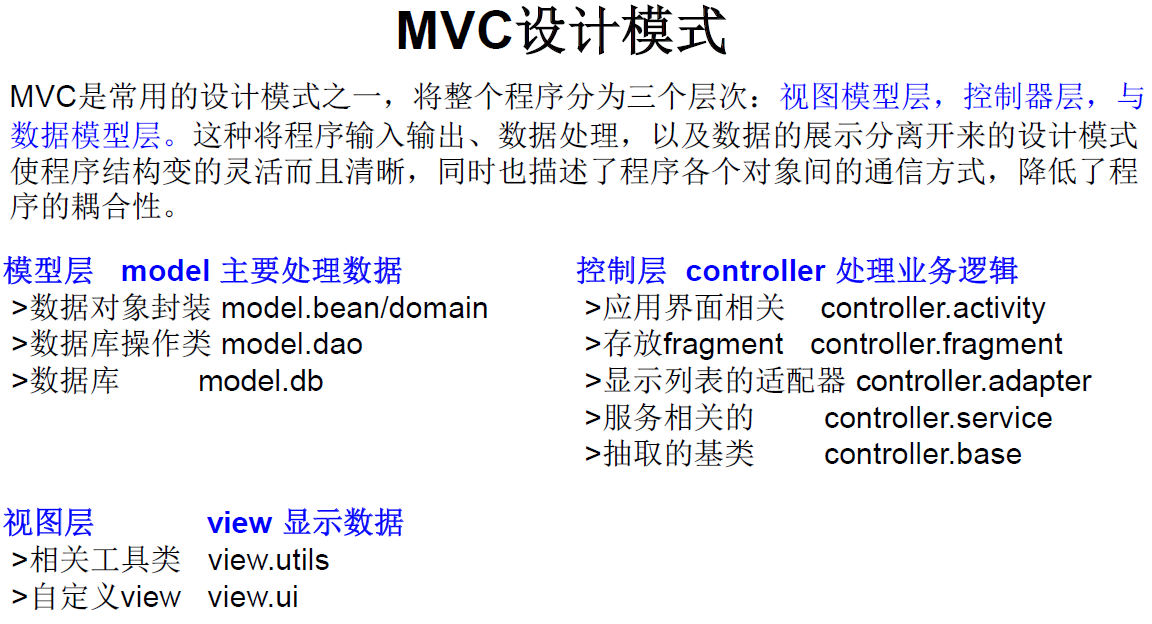 MVC设计模式
MVC是常用的设计模式之一，将整个程序分为三个层次：视图模型层，控制器层，与
数据模型层。这种将程序输入输出、数据处理，以及数据的展示分离开来的设计模式
使程序结构变的灵活而且清晰，同时也描述了程序各个对象间的通信方式，降低了程
序的耦合性。
模型层 model 主要处理数据
>数据对象封装 model.bean/domain
>数据库操作类 model.dao
>数据库 model.db
控制层 controller 处理业务逻辑
>应用界面相关 controller.activity
>存放fragment controller.fragment
>显示列表的适配器 controller.adapter
>服务相关的 controller.service
>抽取的基类 controller.base
视图层 view 显示数据
>相关工具类 view.utils
>自定义view view.ui